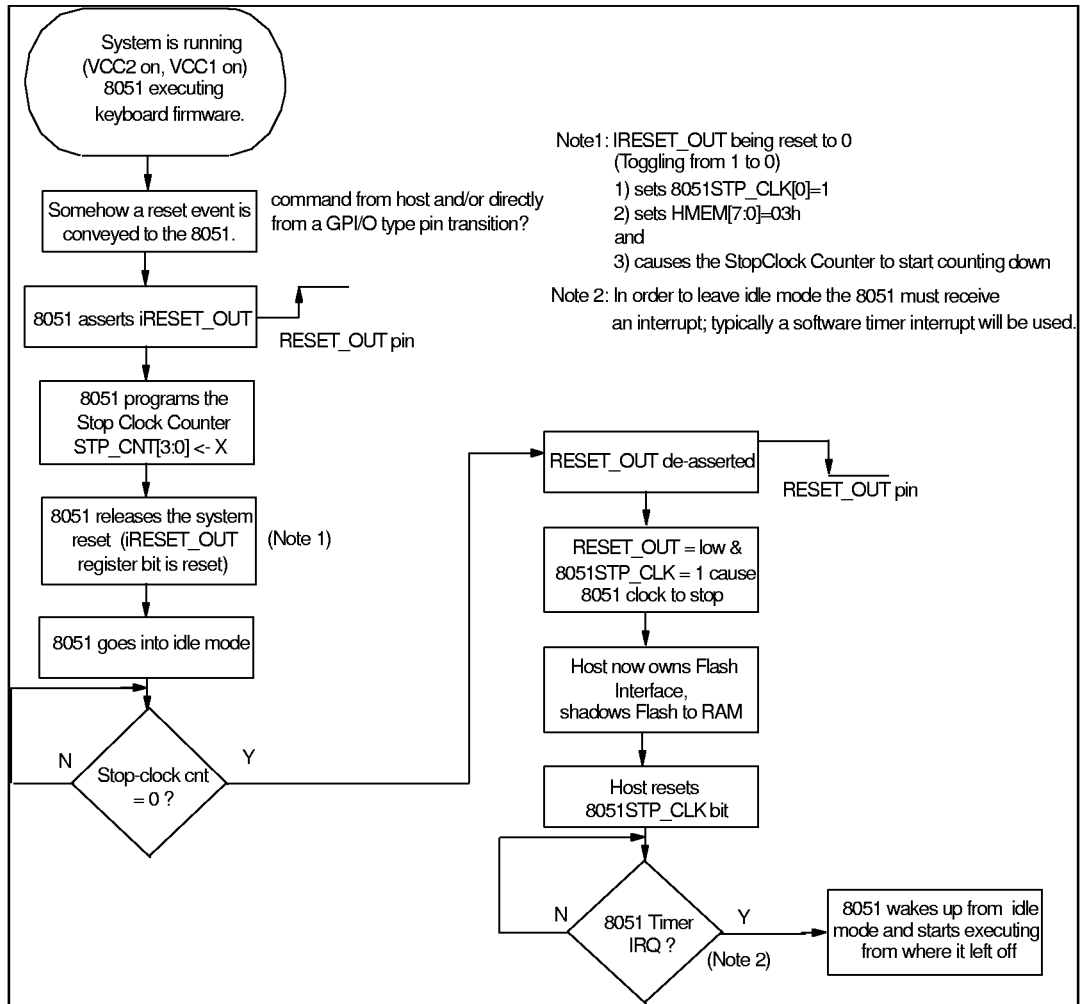 System is running
(VCC2 on, VCC1 on)
8051 executing
keyboard firmware.
Somehow a reset event is
conveyed to the 8051.
command from host and/or directly
from a GPI/O type pin transition?
8051 asserts iRESET_OUT
RESET_OUT pin
8051 programs the
Stop Clock Counter
STP_CNT[3:0] <- X
8051 releases the system
reset (iRESET_OUT
register bit is reset)
(Note 1)
8051 goes into idle mode
N
Y
Stop-clock cnt
= 0 ?
Note1: IRESET_OUT being reset to 0
(Toggling from 1 to 0)
1) sets 8051STP_CLK[0]=1
2) sets HMEM[7:0]=03h
and
3) causes the StopClock Counter to start counting down
Note 2: In order to leave idle mode the 8051 must receive
an interrupt; typically a software timer interrupt will be used.
RESET_OUT de-asserted
RESET_OUT pin
RESET_OUT = low &
8051STP_CLK = 1 cause
8051 clock to stop
Host now owns Flash
Interface,
shadows Flash to RAM
Host resets
8051STP_CLK bit
N
Y
8051 Timer
IRQ ?
(Note 2)
8051 wakes up from idle
mode and starts executing
from where it left off